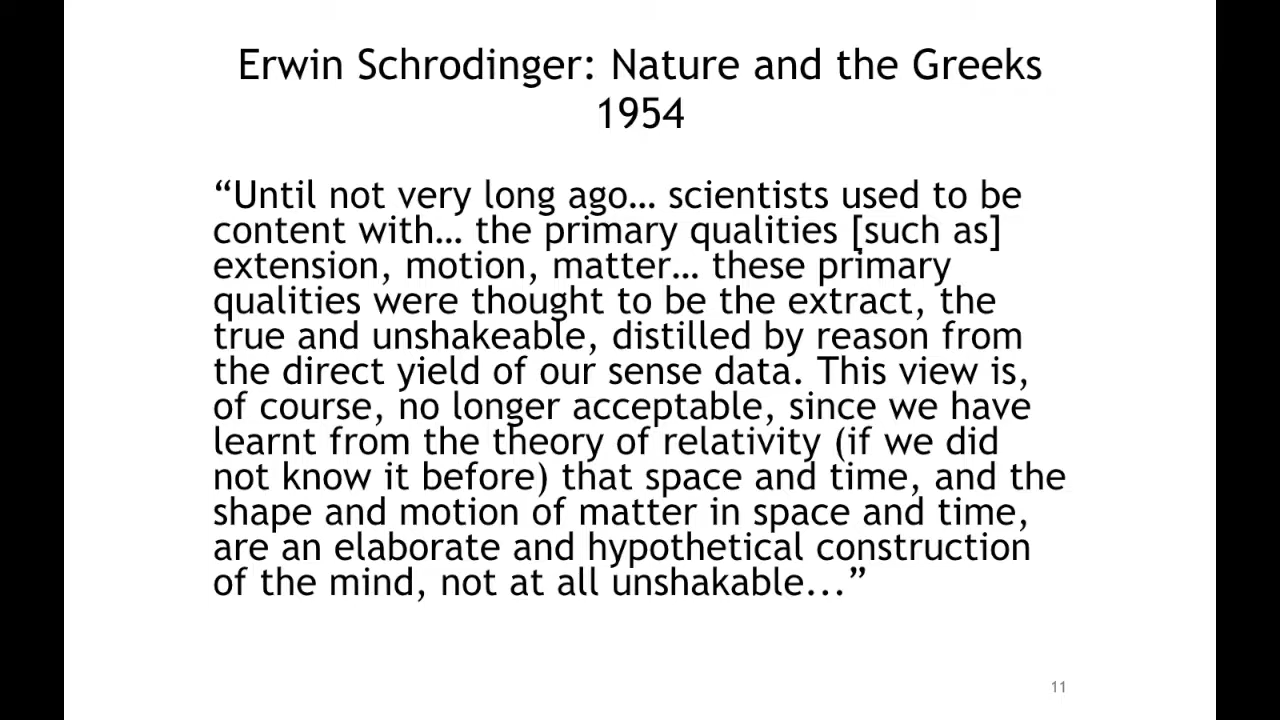 Erwin Schrodinger: Nature and the Greeks
1954
“Until not very long ago… scientists used to be
content with… the primary qualities [such as]
extension, motion, matter… these primary
qualities were thought to be the extract, the
true and unshakeable, distilled by reason from
the direct yield of our sense data. This view is,
of course, no longer acceptable, since we have
learnt from the theory of relativity (if we did
not know it before) that space and time, and the
shape and motion of matter in space and time,
are an elaborate and hypothetical construction
of the mind, not at all unshakable...”
11